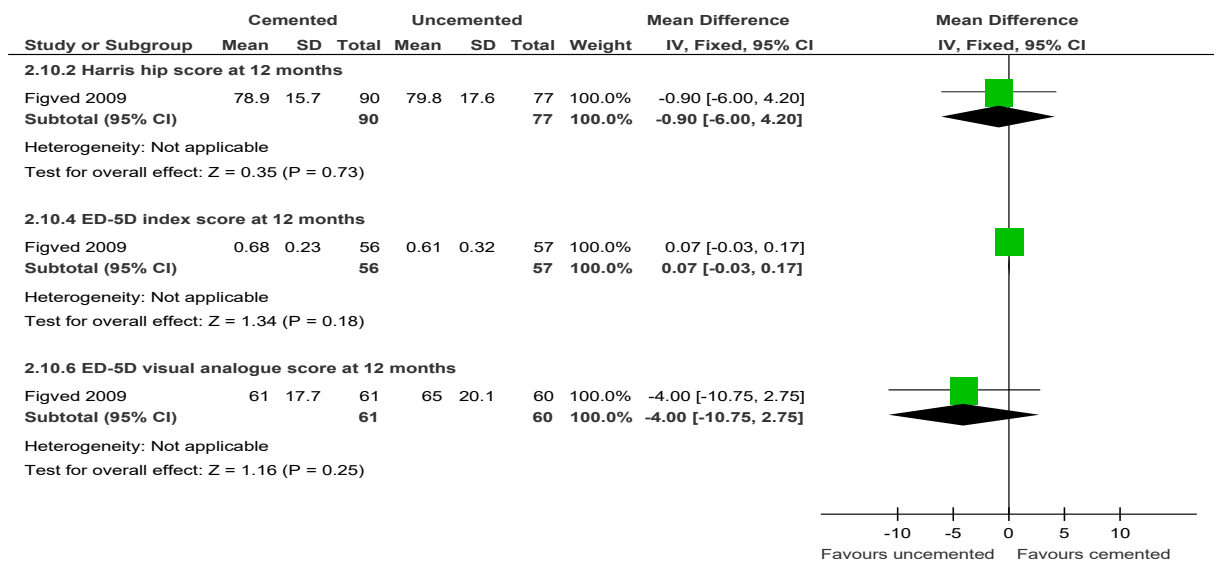 Cemented Uncemented Mean Difference Mean Difference
Study or Subgroup Mean SD Total Mean SD Total Weight IV, Fixed, 95% CI IV, Fixed, 95% CI
2.10.2 Harris hip score at 12 months
Figved 2009 78.9 15.7 90 79.8 17.6 77 100.0% -0.90 [-6.00, 4.20]
Subtotal (95% CI) 90 77 100.0% -0.90 [-6.00, 4.20]
Heterogeneity: Not applicable
Test for overall effect: Z = 0.35 (P = 0.73)
2.10.4 ED-5D index score at 12 months
Figved 2009 0.68 0.23 56 0.61 0.32 57 100.0% 0.07 [-0.03, 0.17]
Subtotal (95% CI) 56 57 100.0% 0.07 [-0.03, 0.17]
Heterogeneity: Not applicable
Test for overall effect: Z = 1.34 (P = 0.18)
2.10.6 ED-5D visual analogue score at 12 months
Figved 2009 61 17.7 61 65 20.1 60 100.0% -4.00 [-10.75, 2.75]
Subtotal (95% CI) 61 60 100.0% -4.00 [-10.75, 2.75]
Heterogeneity: Not applicable
Test for overall effect: Z = 1.16 (P = 0.25)
-10 -5 0 5 10
Favours uncemented Favours cemented